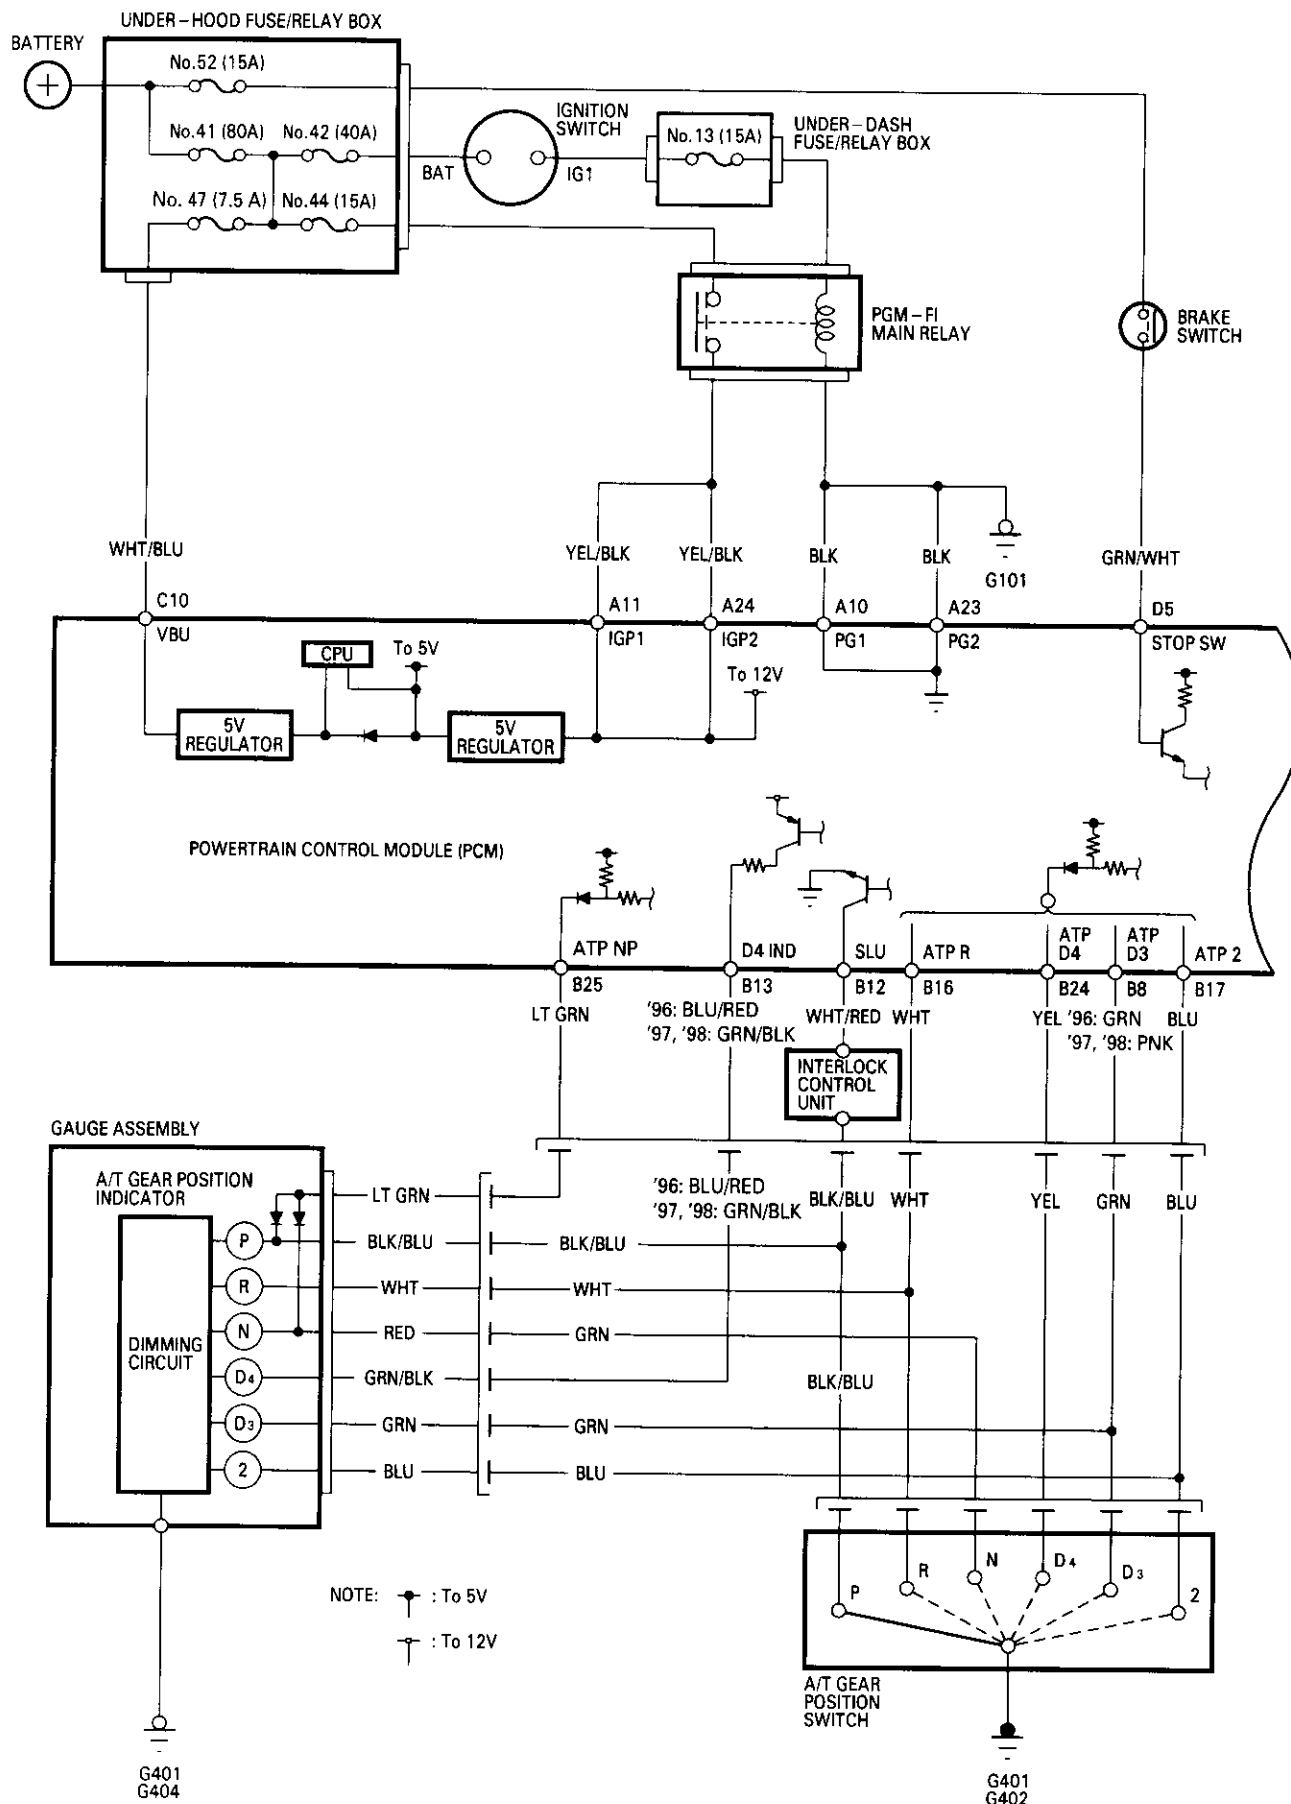 UNDER-HOOD FUSE/RELAY BOX
BATTERY
+
No.52 (15A)
No.41 (80A)
No.42 (40A)
No. 47 (7.5 A)
No.44 (15A)
BAT
IGNITION
SWITCH
IG1
No.13 (15A)
UNDER-DASH
FUSE/RELAY BOX
PGM-FI
MAIN RELAY
BRAKE
SWITCH
WHT/BLU
YEL/BLK
YEL/BLK
BLK
BLK
G101
GRN/WHT
C10
VBU
A11
IGP1
A24
IGP2
A10
PG1
A23
PG2
D5
STOP SW
CPU
To 5V
To 12V
5V
REGULATOR
5V
REGULATOR
POWERTRAIN CONTROL MODULE (PCM)
ATP NP
B25
D4 IND
B13
SLU
B12
ATP R
B16
ATP
D4
B24
ATP
D3
B8
ATP 2
B17
LT GRN
'96: BLU/RED
'97, '98: GRN/BLK
WHT/RED
WHT
YEL
'96: GRN
'97, '98: PNK
BLU
INTERLOCK
CONTROL
UNIT
GAUGE ASSEMBLY
A/T GEAR POSITION
INDICATOR
DIMMING
CIRCUIT
P
R
N
D4
D3
2
LT GRN
BLK/BLU
WHT
RED
GRN/BLK
GRN
BLU
'96: BLU/RED
'97, '98: GRN/BLK
BLK/BLU
WHT
YEL
GRN
BLU
BLK/BLU
WHT
GRN
GRN
BLU
BLK/BLU
P
R
N
D4
D3
2
A/T GEAR
POSITION
SWITCH
NOTE: : To 5V
: To 12V
G401
G404
G401
G402